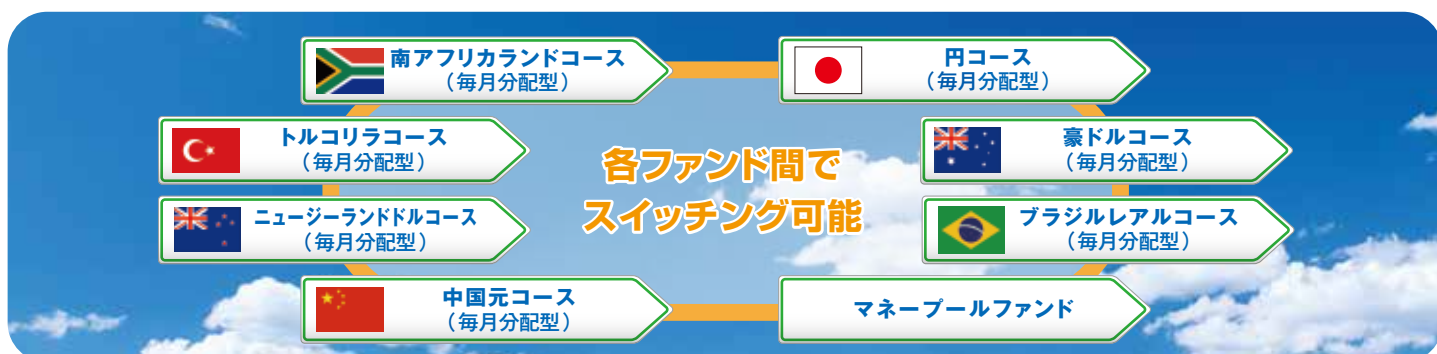 南アフリカランドコース
（毎月分配型）
円コース
（毎月分配型）
トルコリラコース
（毎月分配型）
豪ドルコース
（毎月分配型）
各ファンド間で
スイッチング可能
ニュージーランドドルコース
（毎月分配型）
ブラジルレアルコース
（毎月分配型）
中国元コース
（毎月分配型）
マネープールファンド